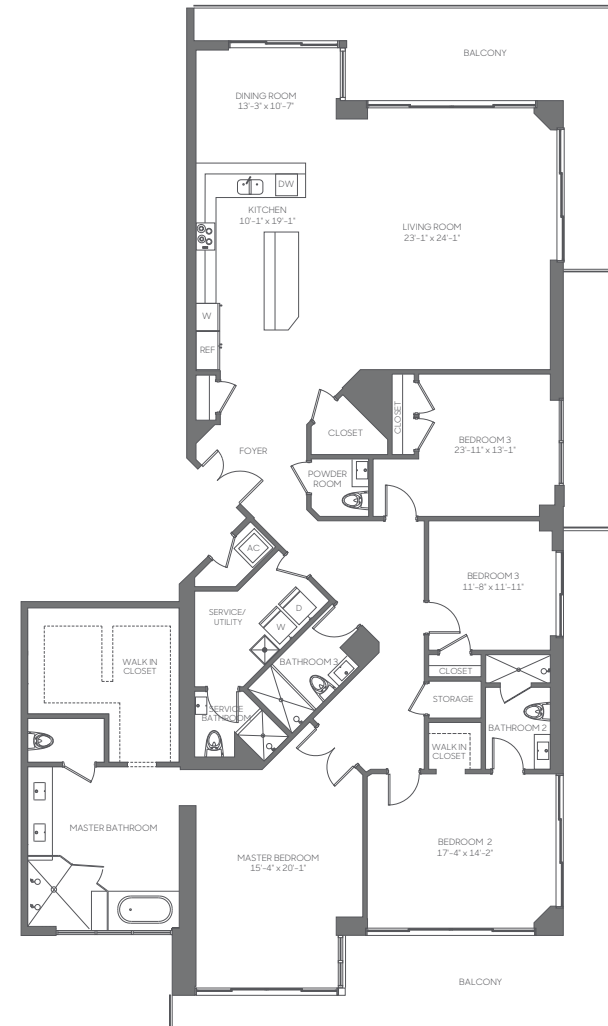 BALCONY
DINING ROOM
13'-3" x 10'-7"
DW
KITCHEN
10'-1" x 19'-1"
LIVING ROOM
23'-1" x 24'-1"
W
REF
CLOSET
CLOSET
BEDROOM 3
23'-11" x 13'-1"
FOYER
POWDER
ROOM
AC
BEDROOM 3
11'-8" x 11'-11"
SERVICE/
UTILITY
D
W
WALK IN
CLOSET
BATHROOM 3
CLOSET
STORAGE
SERVICE
BATHROOM
BATHROOM 2
WALK IN
CLOSET
MASTER BATHROOM
MASTER BEDROOM
15'-4" x 20'-1"
BEDROOM 2
17'-4" x 14'-2"
BALCONY